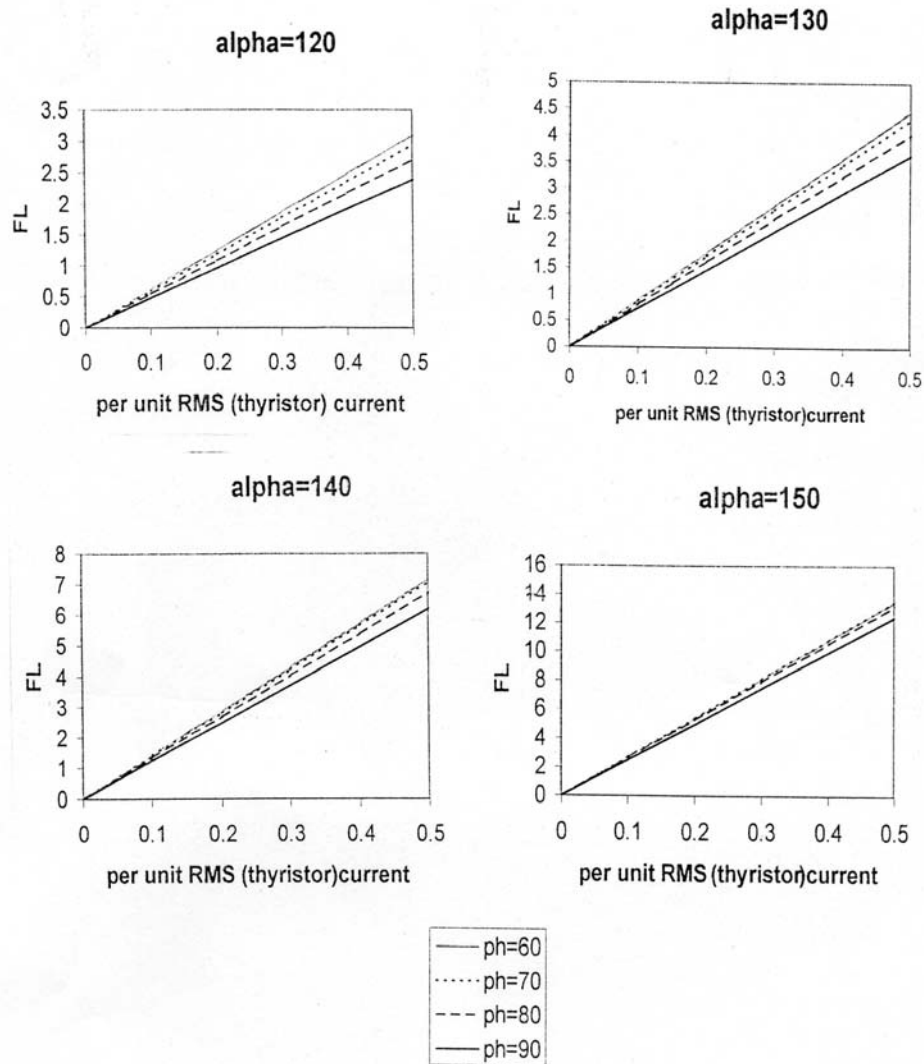 alpha=120
3.5
3
2.5
2
1.5
1
0.5
0
FL
0 0.1 0.2 0.3 0.4 0.5
per unit RMS (thyristor) current
alpha=130
5
4.5
4
3.5
3
2.5
2
1.5
1
0.5
0
FL
0 0.1 0.2 0.3 0.4 0.5
per unit RMS (thyristor)current
alpha=140
8
7
6
5
4
3
2
1
0
FL
0 0.1 0.2 0.3 0.4 0.5
per unit RMS (thyristor)current
alpha=150
16
14
12
10
8
6
4
2
0
FL
0 0.1 0.2 0.3 0.4 0.5
per unit RMS (thyristor)current
ph=60
ph=70
ph=80
ph=90